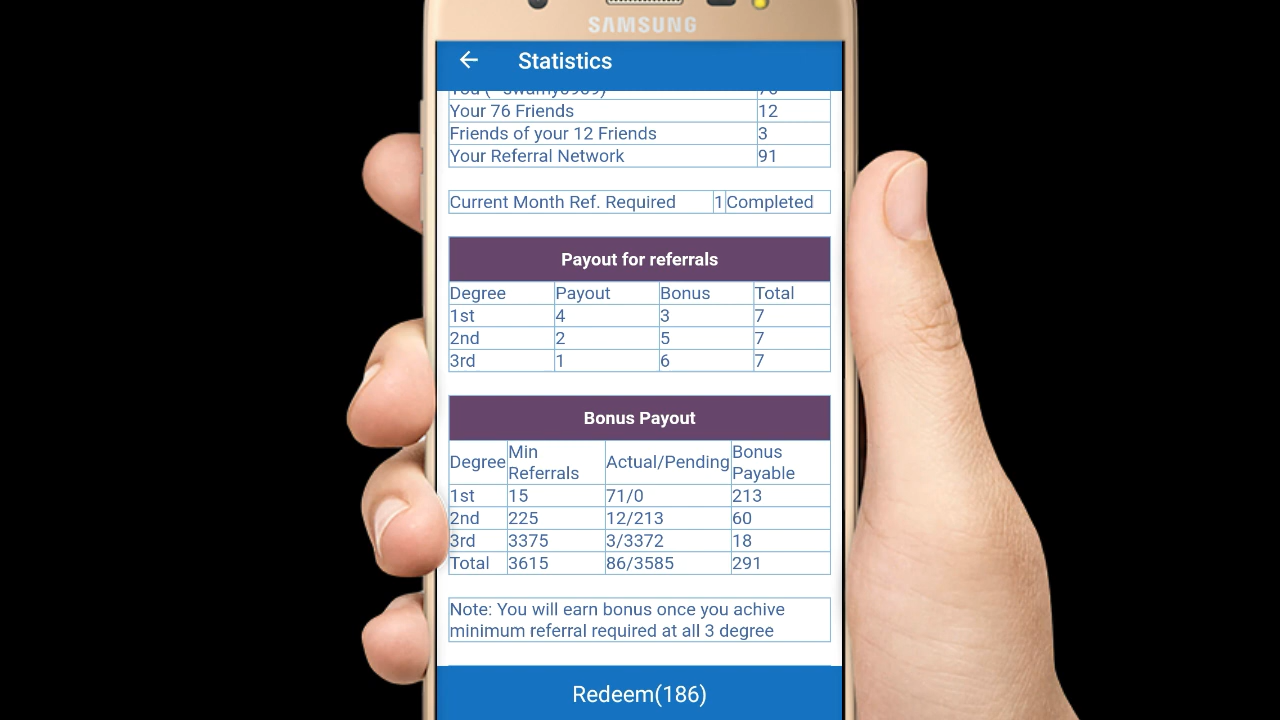 SAMSUNG
Statistics
Your 76 Friends 12
Friends of your 12 Friends 3
Your Referral Network 91
Current Month Ref. Required 1 Completed
Payout for referrals
Degree Payout Bonus Total
1st 4 3 7
2nd 2 5 7
3rd 1 6 7
Bonus Payout
Degree Min Referrals Actual/Pending Bonus Payable
1st 15 71/0 213
2nd 225 12/213 60
3rd 3375 3/3372 18
Total 3615 86/3585 291
Note: You will earn bonus once you achive
minimum referral required at all 3 degree
Redeem(186)